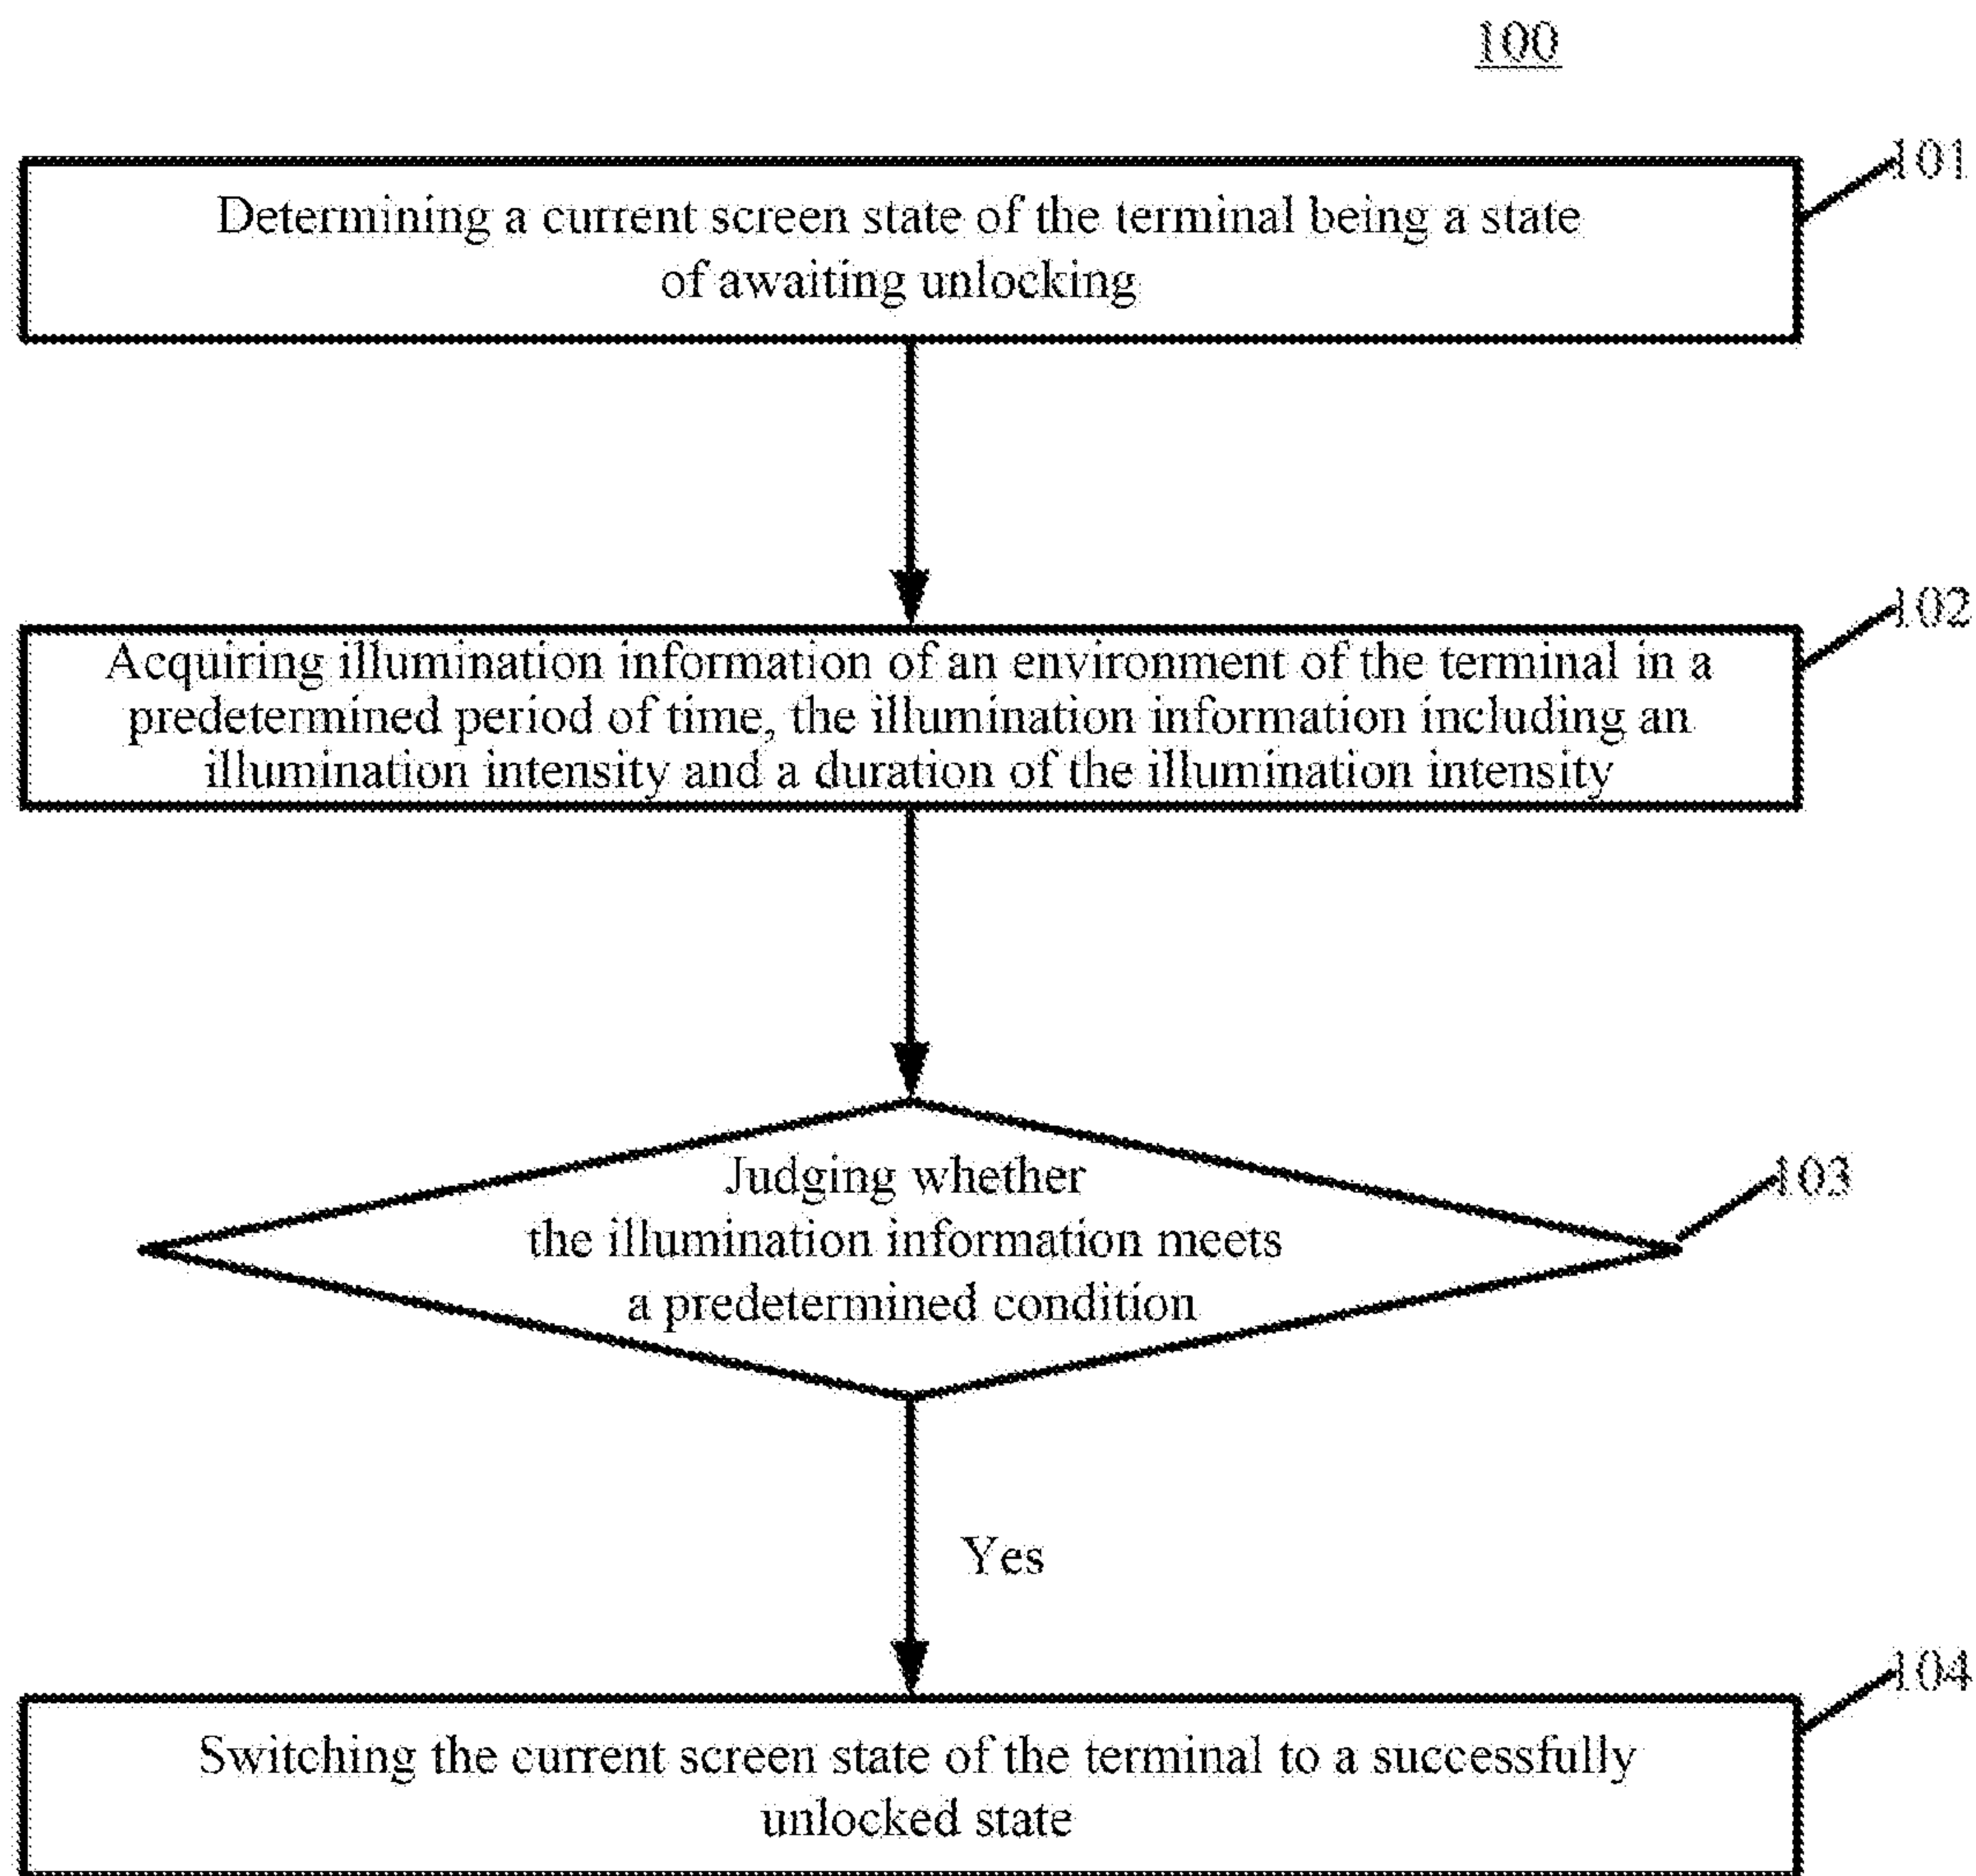 100
101
Determining a current screen state of the terminal being a state
of awaiting unlocking
102
Acquiring illumination information of an environment of the terminal in a
predetermined period of time, the illumination information including an
illumination intensity and a duration of the illumination intensity
103
Judging whether
the illumination information meets
a predetermined condition
Yes
104
Switching the current screen state of the terminal to a successfully
unlocked state